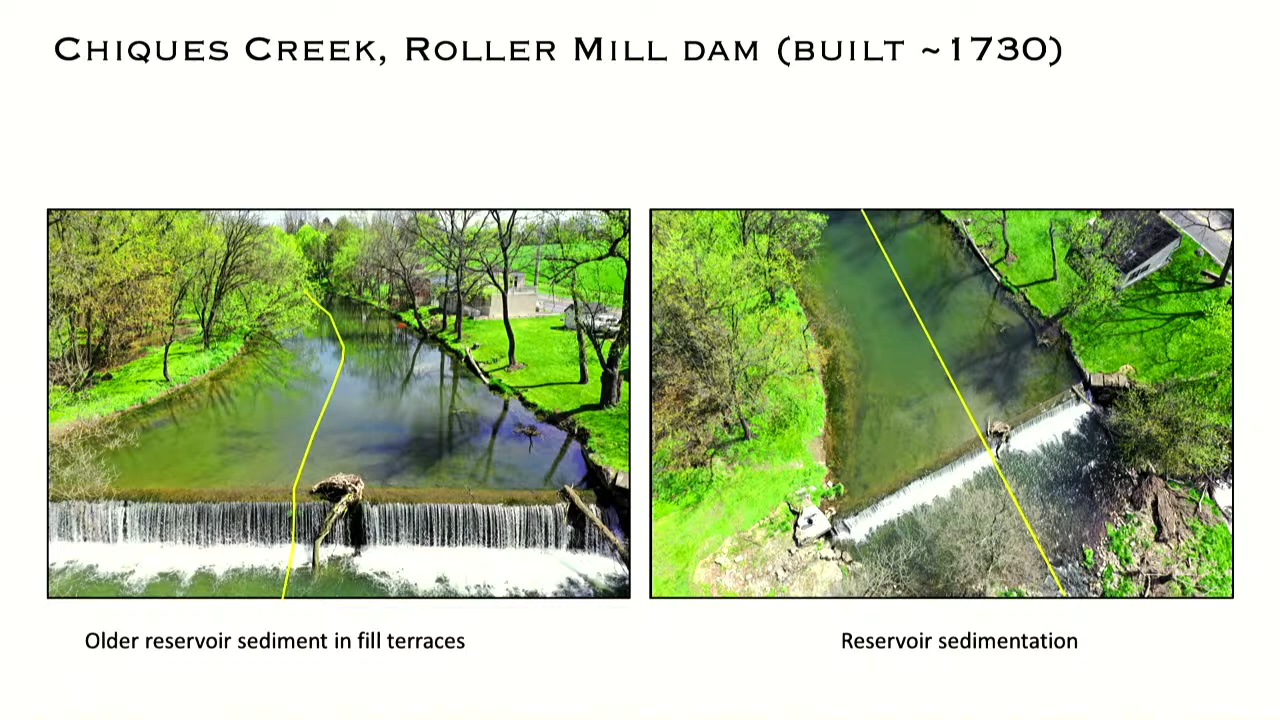 Chiques Creek, Roller Mill dam (built ~1730)
Older reservoir sediment in fill terraces
Reservoir sedimentation